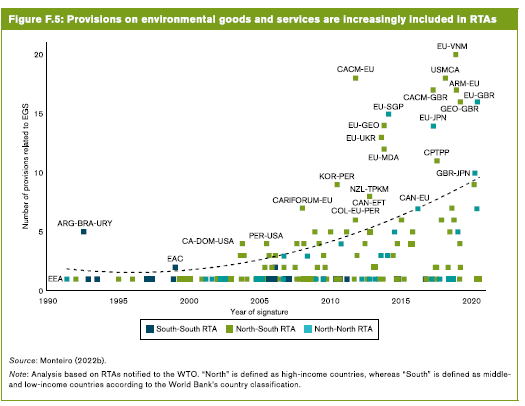 Figure F.5: Provisions on environmental goods and services are increasingly included in RTAs
Number of provisions related to EGS
20
15
10
5
0
EU-VNM
CACM-EU
USMCA
ARM-EU
CACM-GBR
EU-GBR
GEO-GBR
EU-SGP
EU-JPN
EU-GEO
EU-UKR
EU-MDA
CPTPP
KOR-PER
GBR-JPN
NZL-TPKM
CARIFORUM-EU
CAN-EFT
CAN-EU
COL-EU-PER
ARG-BRA-URY
CA-DOM-USA
PER-USA
EAC
EEA
1990
1995
2000
2005
2010
2015
2020
Year of signature
South-South RTA
North-South RTA
North-North RTA
Source: Monteiro (2022b).
Note: Analysis based on RTAs notified to the WTO. “North” is defined as high-income countries, whereas “South” is defined as middle-
and low-income countries according to the World Bank's country classification.